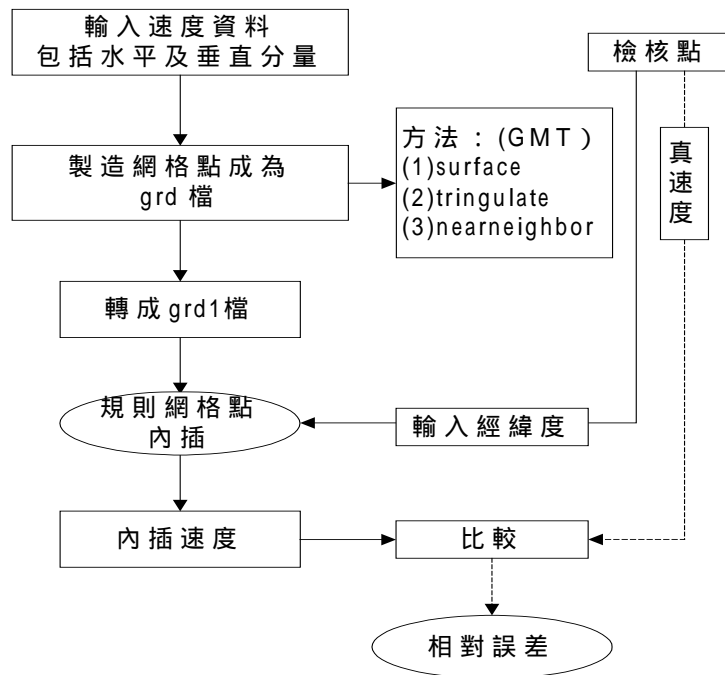 輸入速度資料
包括水平及垂直分量
檢核點
方法：(GMT)
(1)surface
(2)tringulate
(3)nearneighbor
真速度
製造網格點成為
grd 檔
轉成grd1檔
規則網格點
內插
輸入經緯度
內插速度
比較
相對誤差